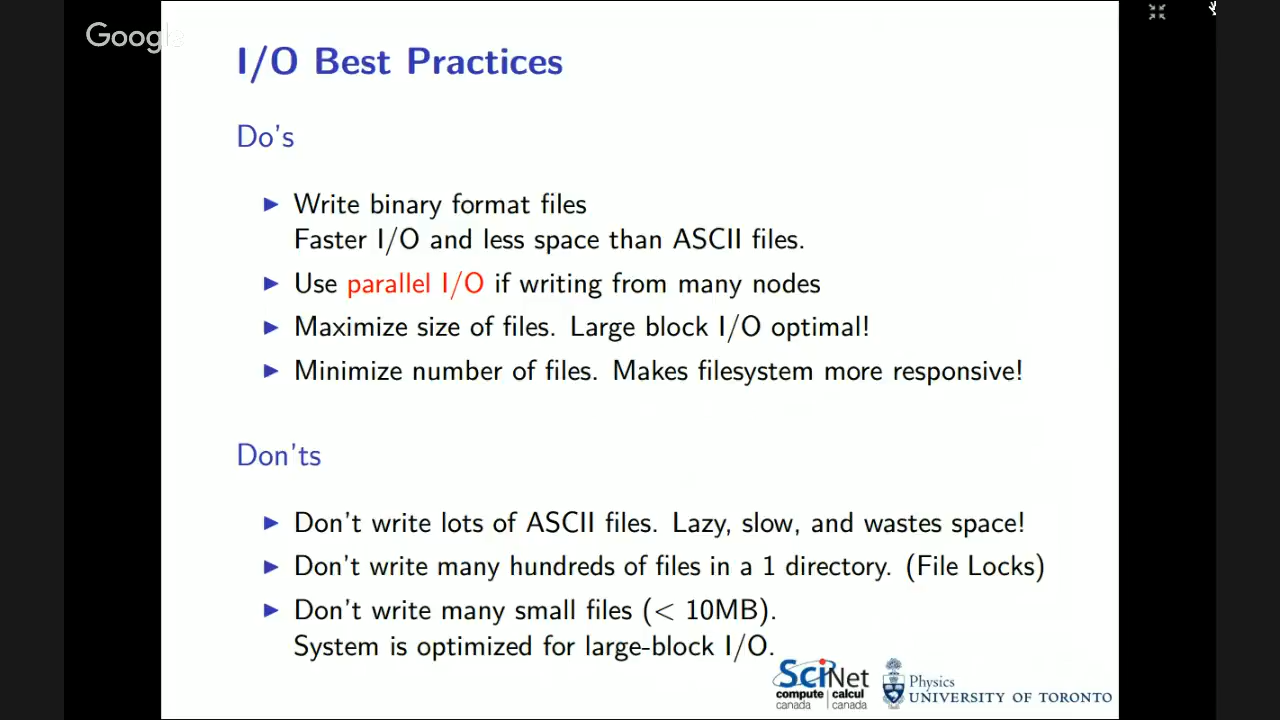 Google
I/O Best Practices
Do's
Write binary format files
Faster I/O and less space than ASCII files.
Use parallel I/O if writing from many nodes
Maximize size of files. Large block I/O optimal!
Minimize number of files. Makes filesystem more responsive!
Don'ts
Don't write lots of ASCII files. Lazy, slow, and wastes space!
Don't write many hundreds of files in a 1 directory. (File Locks)
Don't write many small files (< 10MB).
System is optimized for large-block I/O.
SciNet
compute | calcul
canada | canada
Physics
UNIVERSITY OF TORONTO